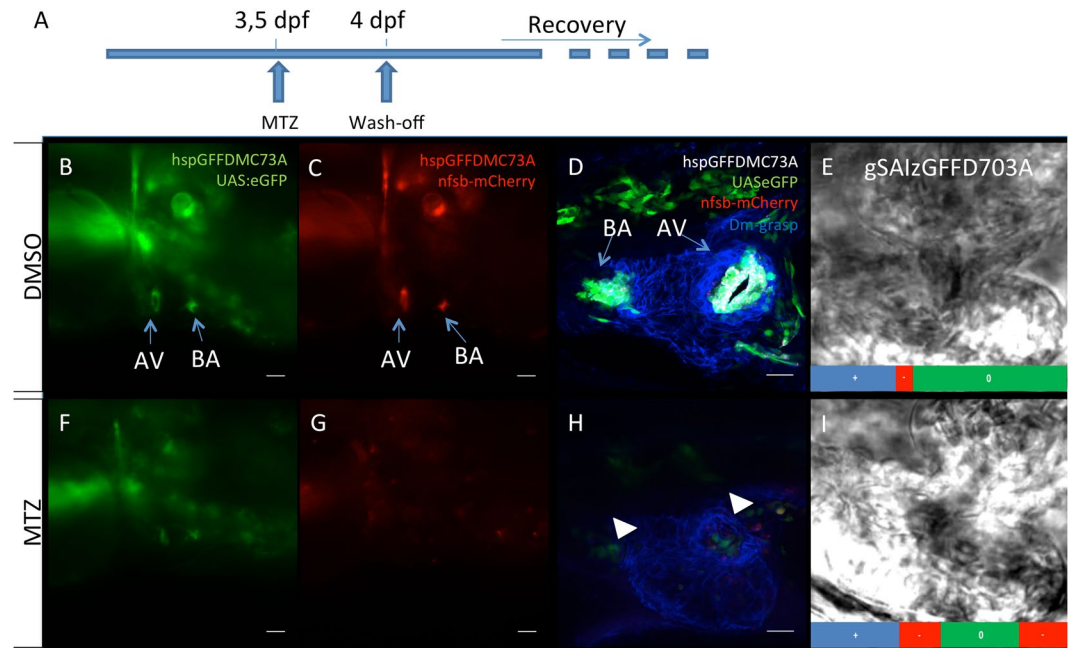 A
3,5 dpf
4 dpf
Recovery
MTZ
Wash-off
DMSO
B
hspGFFDMC73A
UAS:eGFP
AV
BA
C
hspGFFDMC73A
nfsb-mCherry
AV
BA
D
hspGFFDMC73A
UASeGFP
nfsb-mCherry
Dm-grasp
BA
AV
E
gSAIzGFFD703A
+
-
0
MTZ
F
G
H
I
+
-
0
-